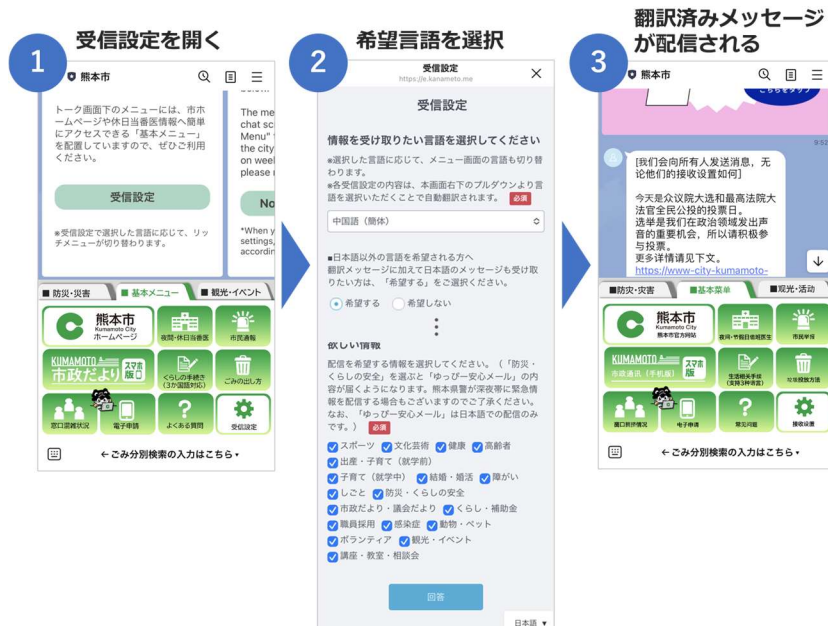 1
受信設定を開く
熊本市
トーク画面下のメニューには、市ホ
ームページや休日当番医情報へ簡単
にアクセスできる「基本メニュー」
を配置していますので、ぜひご利用
ください。
受信設定
※受信設定で選択した言語に応じて、リッ
チメニューが切り替わります。
The me
chat sc
Menu"
the city
on weel
please
No
*When y
settings,
accordin
■ 防災・災害
■ 基本メニュー
■ 観光・イベント
熊本市
Kumamoto City
ホームページ
夜間・休日当番医
市民通報
KUMAMOTO
市政だより
スマホ版
くらしの手続き
(3か国語対応)
ごみの出し方
窓口混雑状況
電子申請
よくある質問
受信設定
←ごみ分別検索の入力はこちら▾
2
希望言語を選択
受信設定
https://e.kanameto.me
受信設定
情報を受け取りたい言語を選択してください
※選択した言語に応じて、メニュー画面の言語も切り替
わります。
※各受信設定の内容は、本画面右下のプルダウンより言
語を選択いただくことで自動翻訳されます。 必須
中国語（簡体）
■日本語以外の言語を希望される方へ
翻訳メッセージに加えて日本語のメッセージも受け取
りたい方は、「希望する」をご選択ください。
希望する 希望しない
欲しい情報
配信を希望する情報を選択してください。（「防災・
くらしの安全」を選ぶと「ゆっぴー安心メール」の内
容が届くようになります。熊本県警が深夜帯に緊急情
報を配信する場合もございますのでご了承ください。
なお、「ゆっぴー安心メール」は日本語での配信のみ
です。） 必須
スポーツ 文化芸術 健康 高齢者
出産・子育て（就学前）
子育て（就学中） 結婚・婚活 障がい
しごと 防災・くらしの安全
市政だより・議会だより くらし・補助金
職員採用 感染症 動物・ペット
ボランティア 観光・イベント
講座・教室・相談会
回答
日本語 ▼
3
翻訳済みメッセージ
が配信される
熊本市
こちらをタップ
9:52
[我们会向所有人发送消息，无
论他们的接收设置如何]
今天是众议院大选和最高法院大
法官全民公投的投票日。
选举是我们在政治领域发出声
音的重要机会，所以请积极参
与投票。
更多详情请见下文。
https://www-city-kumamoto-
■防灾・灾害
■基本菜单
■观光・活动
熊本市
Kumamoto City
熊本市官方网站
夜间・节假日值班医生
市民举报
KUMAMOTO
市政通讯（手机版）
スマホ版
生活相关手续
(支持3种语言)
垃圾投放方法
窗口拥挤情况
电子申请
常见问题
接收设置
←ごみ分別検索の入力はこちら▾